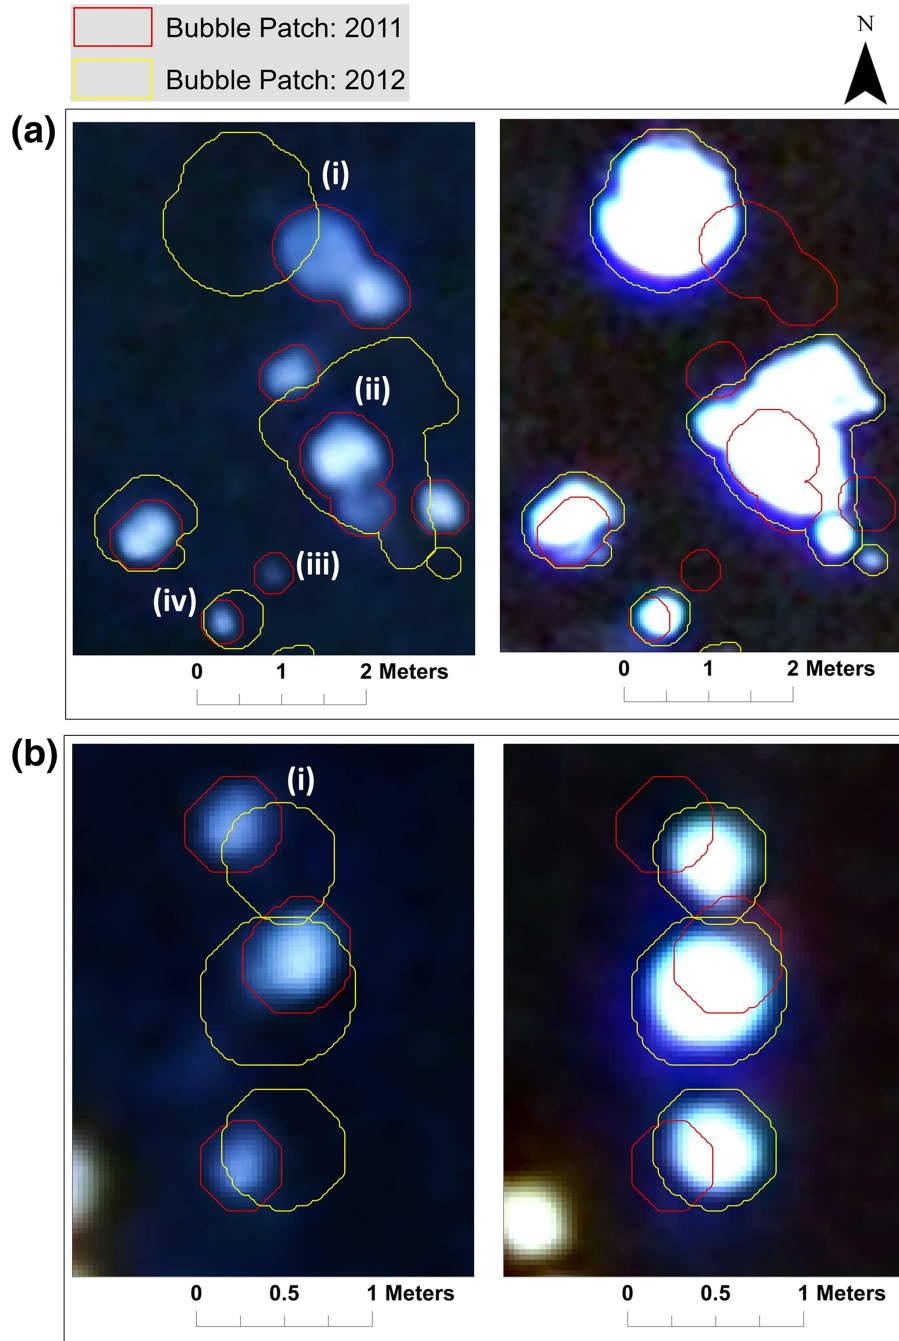 Bubble Patch: 2011
Bubble Patch: 2012
N
(a)
(i)
(ii)
(iii)
(iv)
0 1 2 Meters
0 1 2 Meters
(b)
(i)
0 0.5 1 Meters
0 0.5 1 Meters